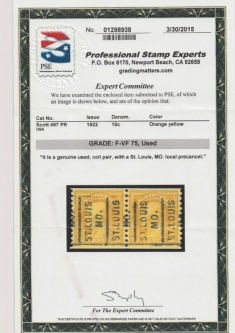 No. 01298938 3/30/2015
PSE
Professional Stamp Experts
P.O. Box 6170, Newport Beach, CA 92658
gradingmatters.com
Expert Committee
We have examined the enclosed item submitted to PSE, of which
an image is shown below, and are of the opinion that:
Cat No. Issue Denom. Color
Scott 497 PR 1922 10c Orange yellow
USA
GRADE: F-VF 75, Used
"It is a genuine used, coil pair, with a St. Louis, MO. local precancel."
ST. LOUIS MO. ST. LOUIS MO. ST. LOUIS
For The Expert Committee